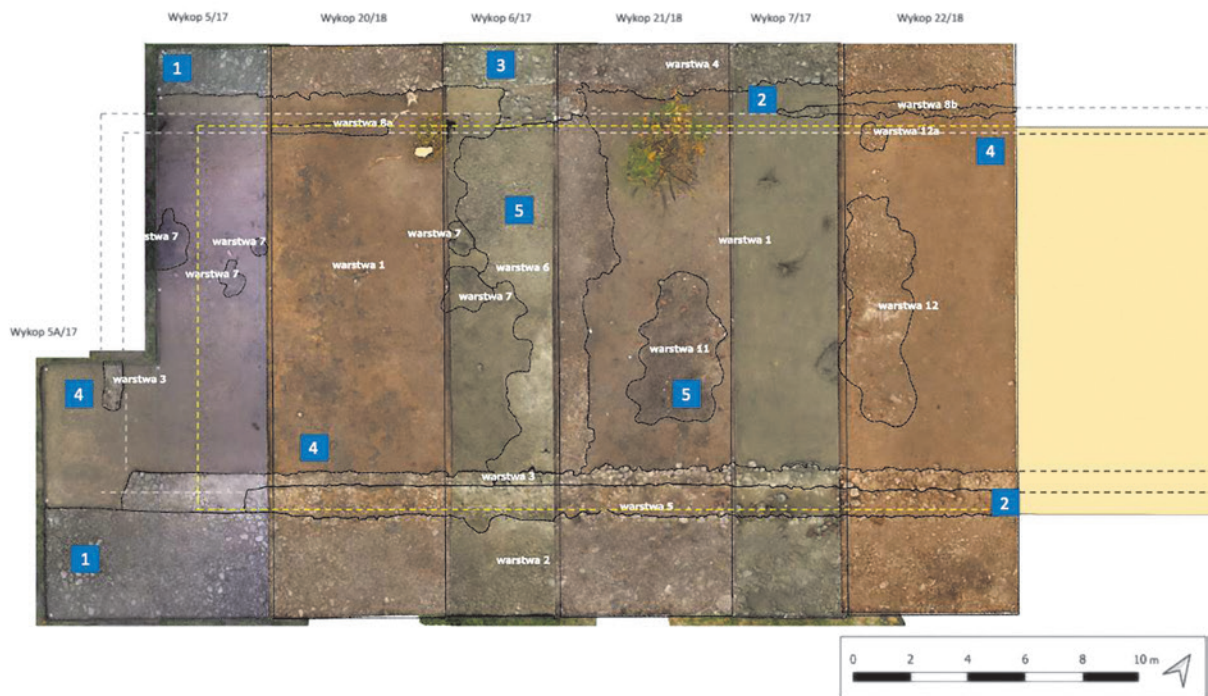 Wykop 5/17 Wykop 20/18 Wykop 6/17 Wykop 21/18 Wykop 7/17 Wykop 22/18
1 3 warstwa 4
2 warstwa 8b
warstwa 8a warstwa 12a
4
5
stwa 7 warstwa 7 warstwa 7 warstwa 1
warstwa 7 warstwa 1 warstwa 6
warstwa 7 warstwa 12
Wykop 5A/17
warstwa 11
warstwa 3
4 5
4
warstwa 3
warstwa 5 2
1 warstwa 2
0 2 4 6 8 10 m